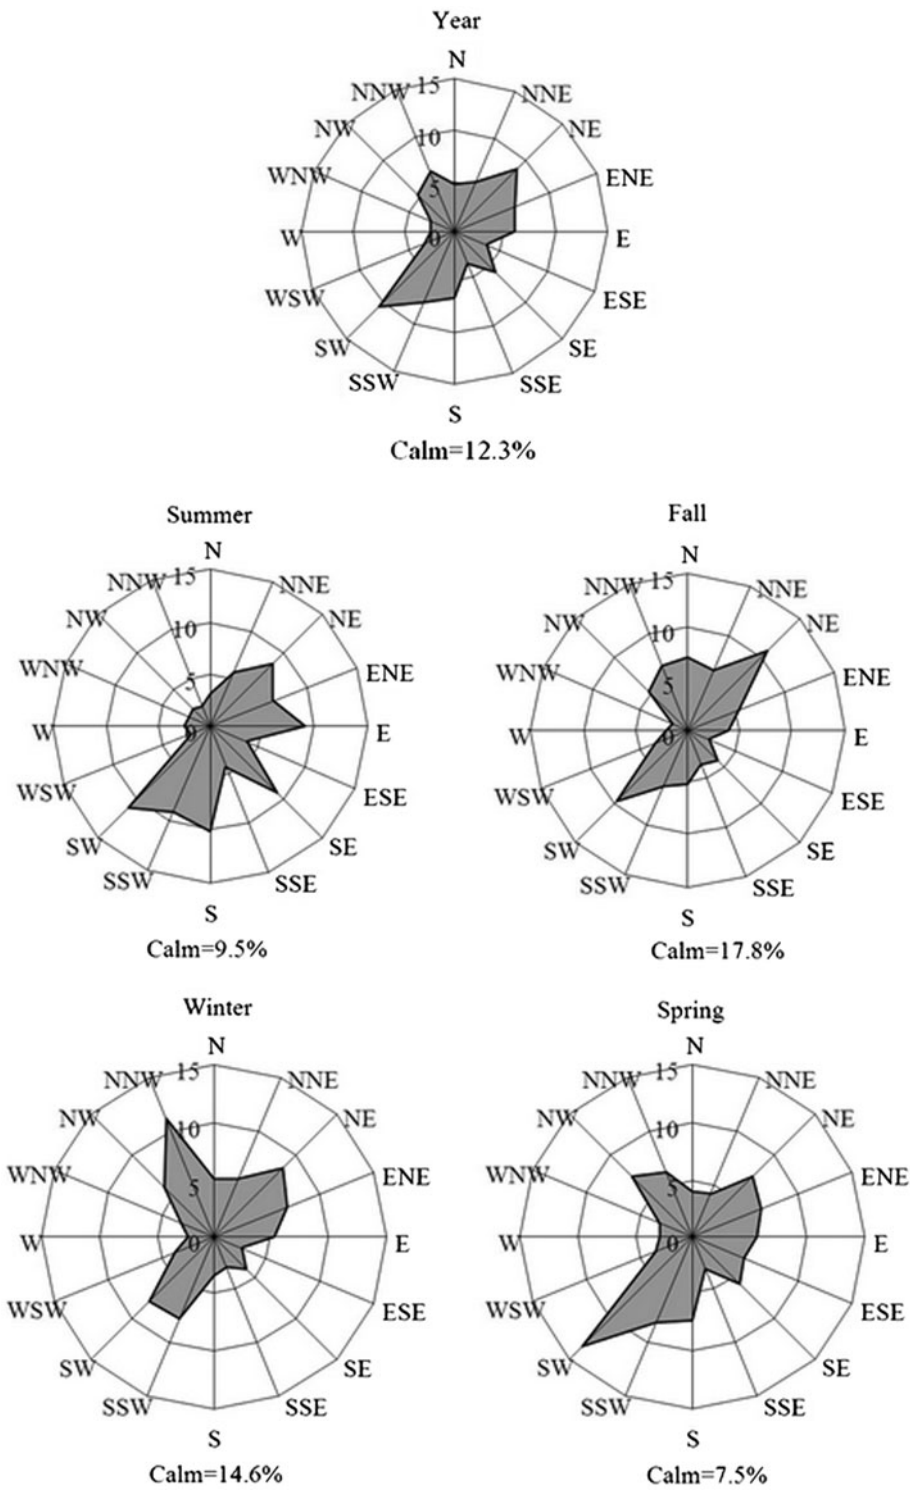 Year
N
NNW 15 NNE
NW 10 NE
WNW 5 ENE
W 0 E
WSW ESE
SW SE
SSW SSE
S
Calm=12.3%
Summer
N
NNW 15 NNE
NW 10 NE
WNW 5 ENE
W 0 E
WSW ESE
SW SE
SSW SSE
S
Calm=9.5%
Fall
N
NNW 15 NNE
NW 10 NE
WNW 5 ENE
W 0 E
WSW ESE
SW SE
SSW SSE
S
Calm=17.8%
Winter
N
NNW 15 NNE
NW 10 NE
WNW 5 ENE
W 0 E
WSW ESE
SW SE
SSW SSE
S
Calm=14.6%
Spring
N
NNW 15 NNE
NW 10 NE
WNW 5 ENE
W 0 E
WSW ESE
SW SE
SSW SSE
S
Calm=7.5%